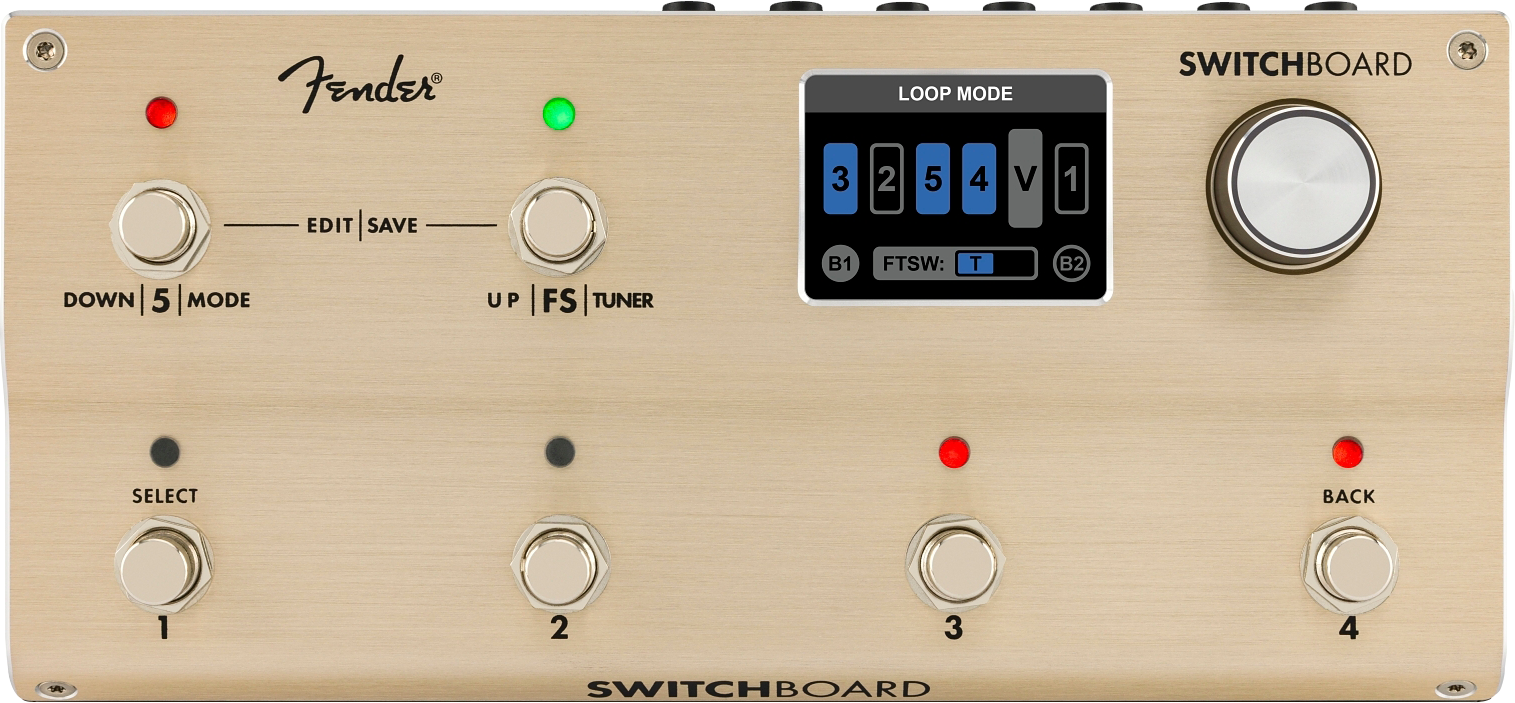 Fender®
SWITCHBOARD
LOOP MODE
3 2 5 4 V 1
B1 FTSW: T B2
EDIT|SAVE
DOWN|5|MODE
UP|FS|TUNER
SELECT
BACK
1
2
3
4
SWITCHBOARD